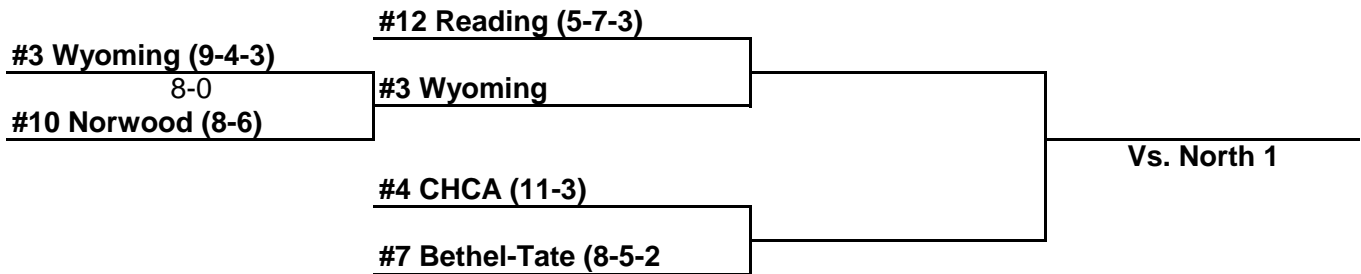 #12 Reading (5-7-3)
#3 Wyoming (9-4-3)
8-0
#3 Wyoming
#10 Norwood (8-6)
Vs. North 1
#4 CHCA (11-3)
#7 Bethel-Tate (8-5-2